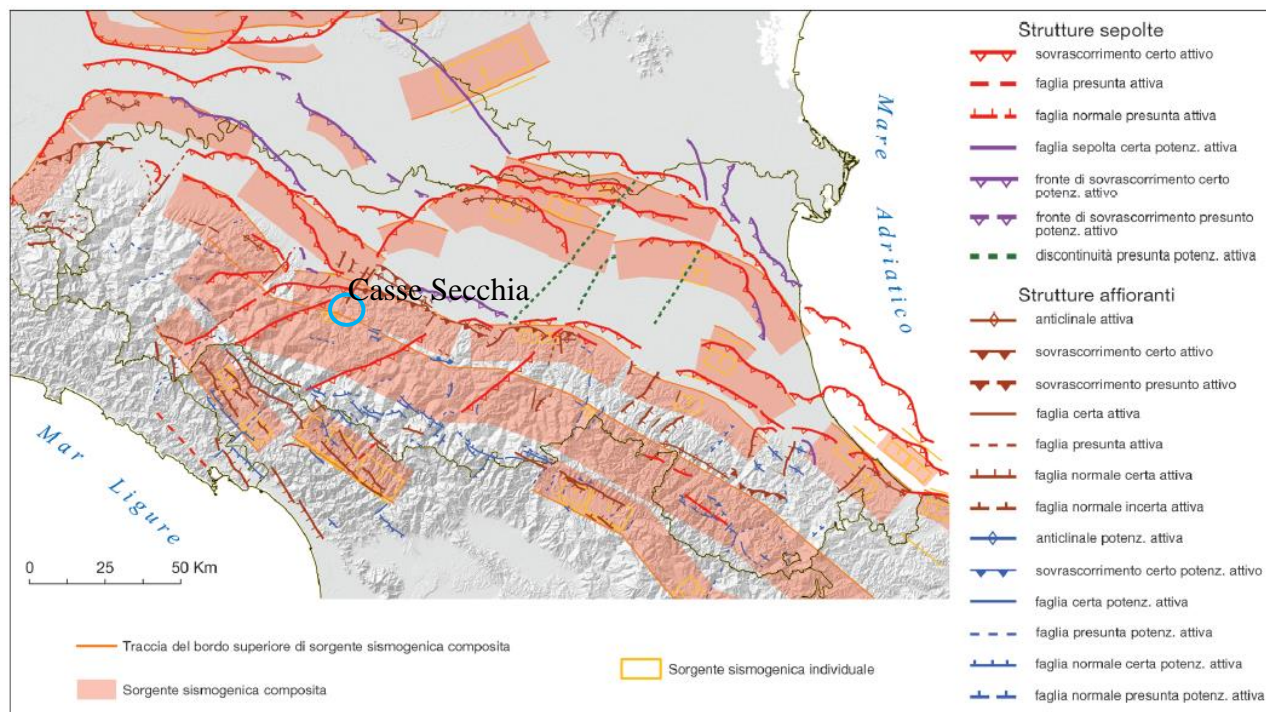 Mare Adriatico
Casse Secchia
Mar Ligure
0 25 50 Km
Traccia del bordo superiore di sorgente sismogenica composita
Sorgente sismogenica composita
Sorgente sismogenica individuale
Strutture sepolte
sovrascorrimento certo attivo
faglia presunta attiva
faglia normale presunta attiva
faglia sepolta certa potenz. attiva
fronte di sovrascorrimento certo
potenz. attivo
fronte di sovrascorrimento presunto
potenz. attivo
discontinuità presunta potenz. attiva
Strutture affioranti
anticlinale attiva
sovrascorrimento certo attivo
sovrascorrimento presunto attivo
faglia certa attiva
faglia presunta attiva
faglia normale certa attiva
faglia normale incerta attiva
anticlinale potenz. attiva
sovrascorrimento certo potenz. attivo
faglia certa potenz. attiva
faglia presunta potenz. attiva
faglia normale certa potenz. attiva
faglia normale presunta potenz. attiva